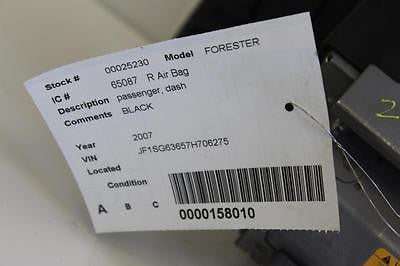 Stock # 00025230 Model FORESTER
IC # 65087 R Air Bag
Description passenger, dash
Comments BLACK
Year 2007
VIN JF1SG63657H706275
Located
Condition
A B C
0000158010
2